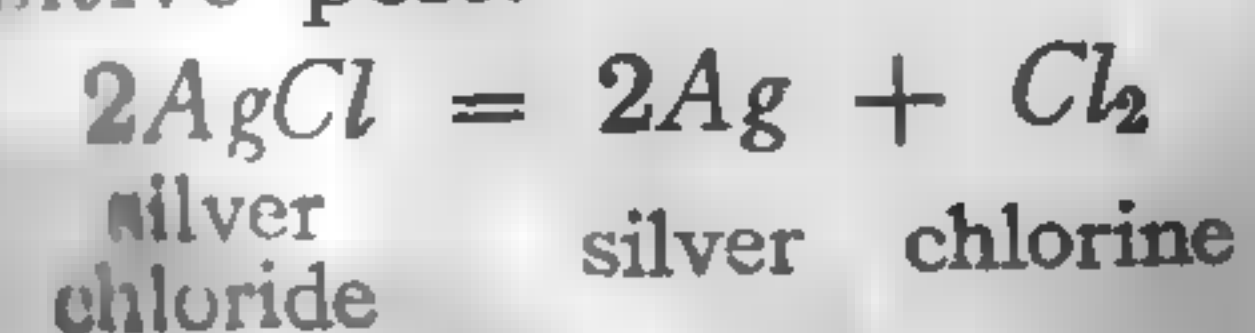 2AgCl = 2Ag + Cl₂
silver silver chlorine
chloride